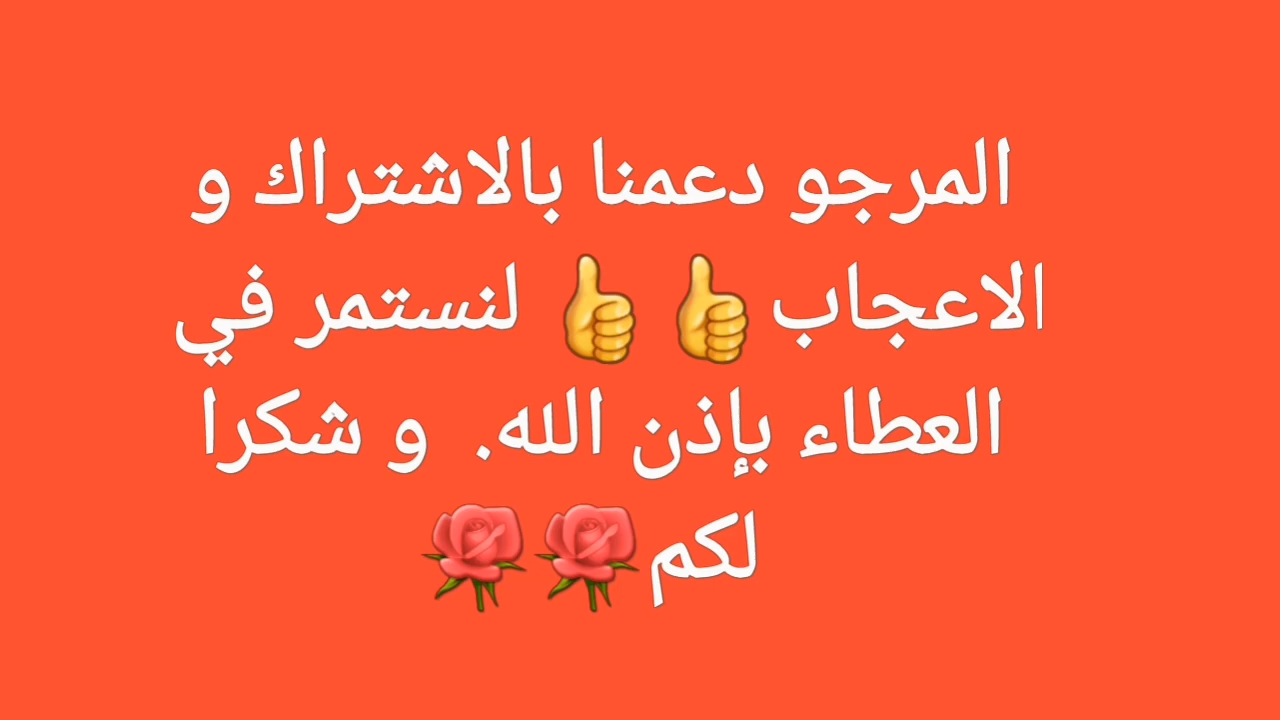 المرجو دعمنا بالاشتراك و
الاعجاب👍👍 لنستمر في
العطاء بإذن الله. و شكرا
لكم🌹🌹